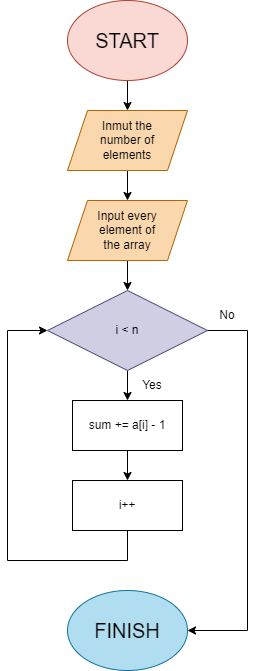 START
Inmut the
number of
elements
Input every
element of
the array
i < n
No
Yes
sum += a[i] - 1
i++
FINISH